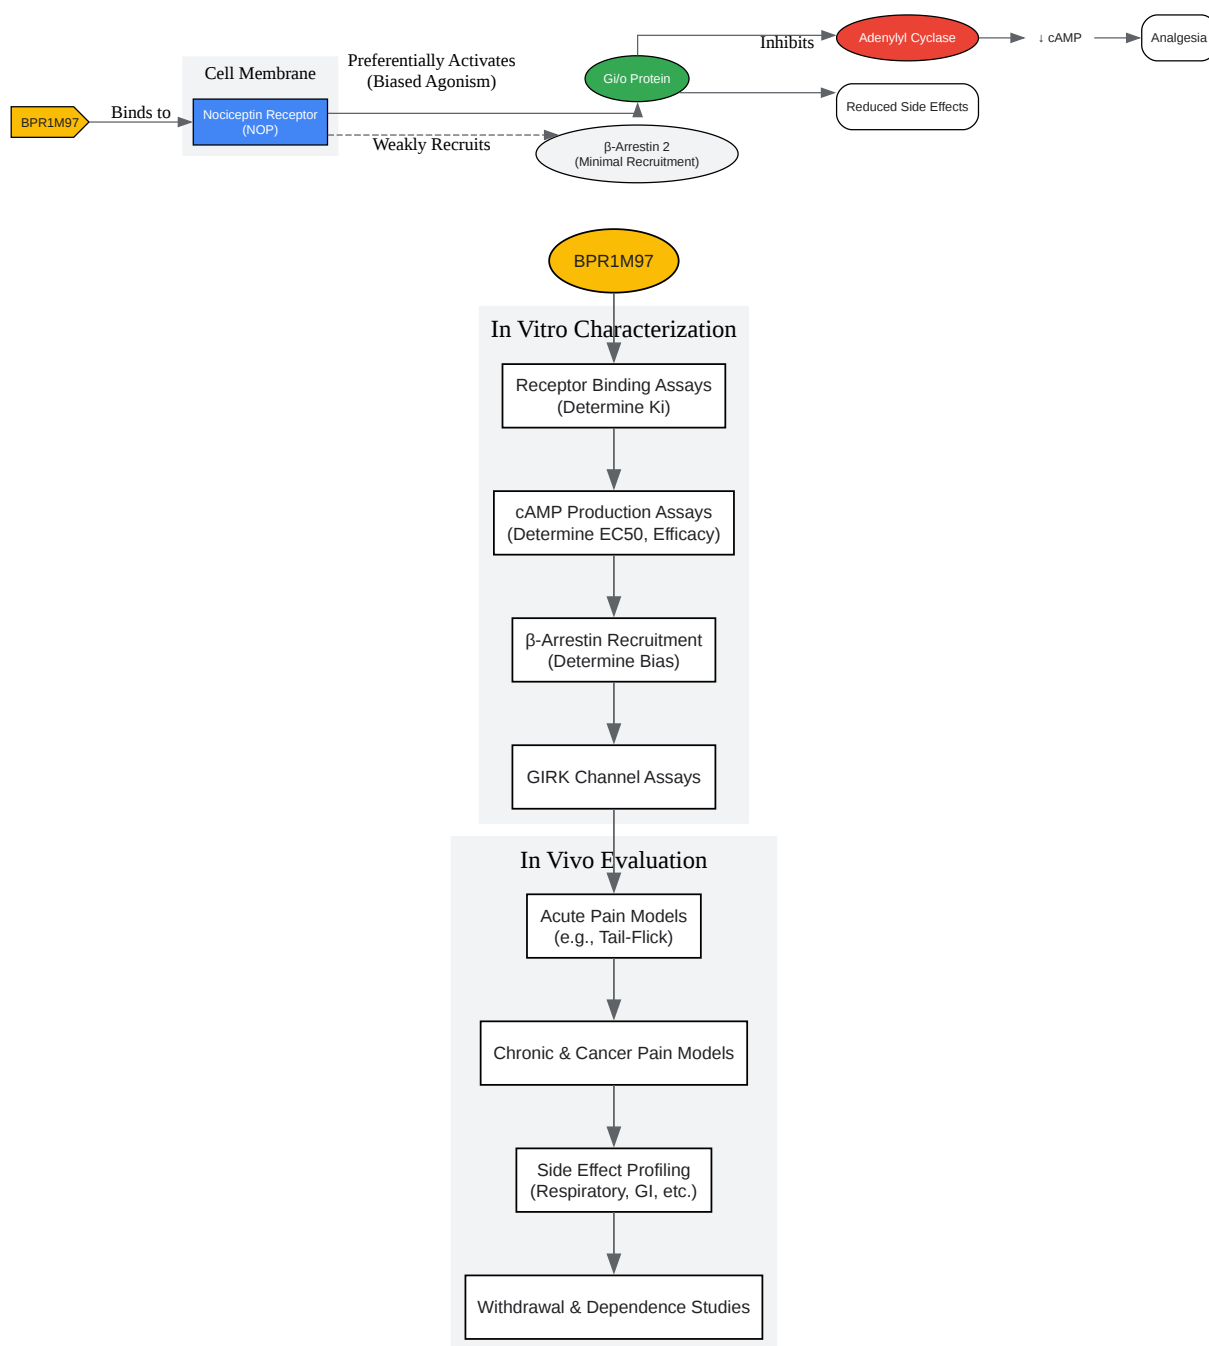 BPR1M97
Binds to
Cell Membrane
Nociceptin Receptor
(NOP)
Preferentially Activates
(Biased Agonism)
Weakly Recruits
Gi/o Protein
β-Arrestin 2
(Minimal Recruitment)
Inhibits
Adenylyl Cyclase
↓ cAMP
Analgesia
Reduced Side Effects
BPR1M97
In Vitro Characterization
Receptor Binding Assays
(Determine Ki)
cAMP Production Assays
(Determine EC50, Efficacy)
β-Arrestin Recruitment
(Determine Bias)
GIRK Channel Assays
In Vivo Evaluation
Acute Pain Models
(e.g., Tail-Flick)
Chronic & Cancer Pain Models
Side Effect Profiling
(Respiratory, GI, etc.)
Withdrawal & Dependence Studies